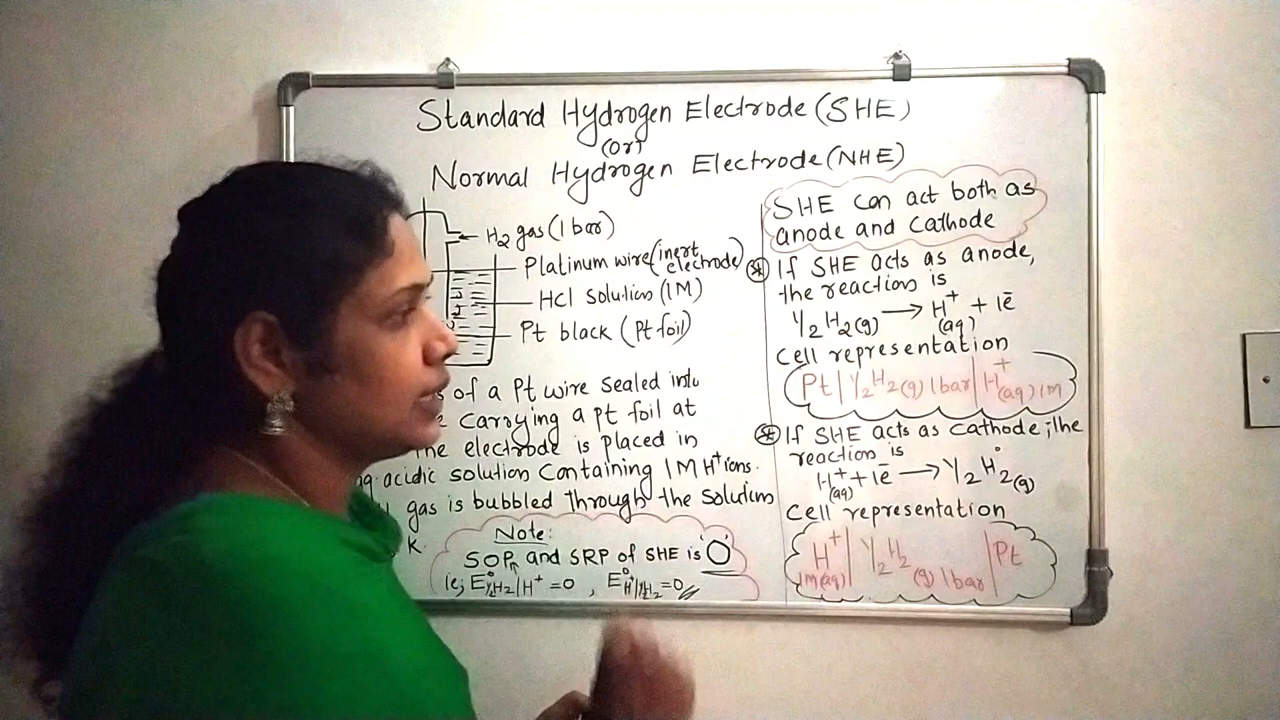 Standard Hydrogen Electrode (SHE)
(or)
Normal Hydrogen Electrode (NHE)
H2 gas (1 bar)
Platinum wire (inert electrode)
HCl solution (1M)
Pt black (Pt foil)
of a Pt wire sealed into
carrying a pt foil at
the electrode is placed in
acidic solution containing 1M H+ ions.
gas is bubbled through the solution
K.
Note:
SOP, and SRP of SHE is '0'
ie; E° 1/2H2|H+ = 0 , E° H+|1/2H2 = 0
SHE can act both as
anode and cathode
If SHE acts as anode,
the reaction is
1/2 H2(g) → H+(aq) + 1e-
Cell representation
Pt | 1/2 H2(g) 1 bar | H+(aq) 1M
If SHE acts as cathode; the
reaction is
H+(aq) + 1e- → 1/2 H2(g)
Cell representation
H+ 1M(aq) | 1/2 H2 (g) 1 bar | Pt